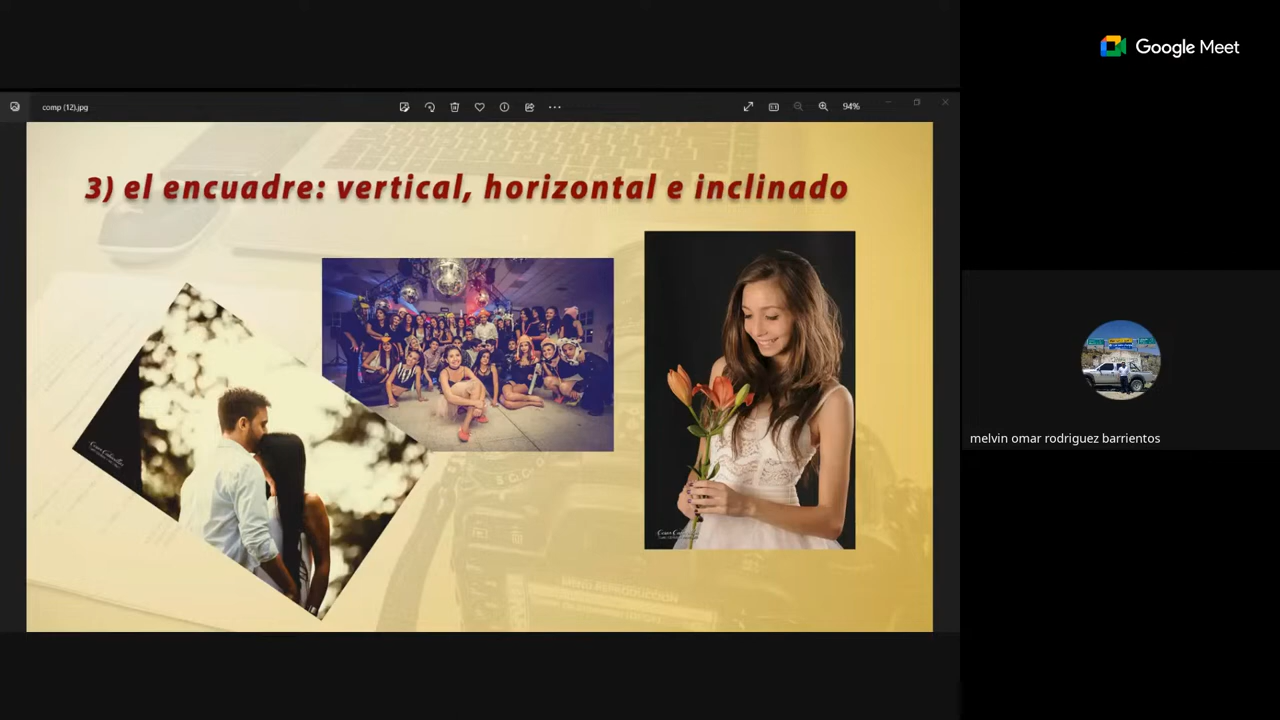 Google Meet
comp (12).jpg
94%
3) el encuadre: vertical, horizontal e inclinado
melvin omar rodriguez barrientos